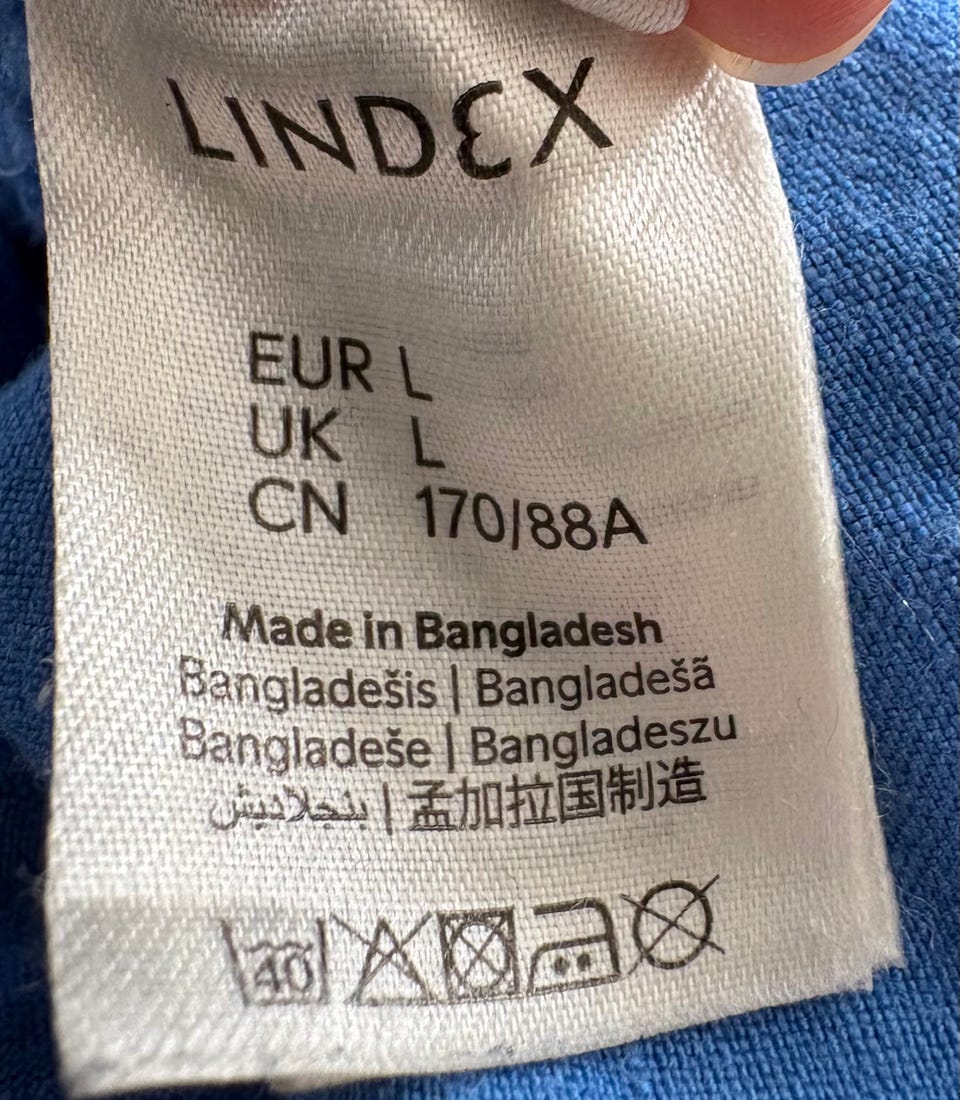 LINDEX
EUR L
UK L
CN 170/88A
Made in Bangladesh
Bangladešis | Bangladešā
Bangladeše | Bangladeszu
بنجلاديش | 孟加拉国制造
40